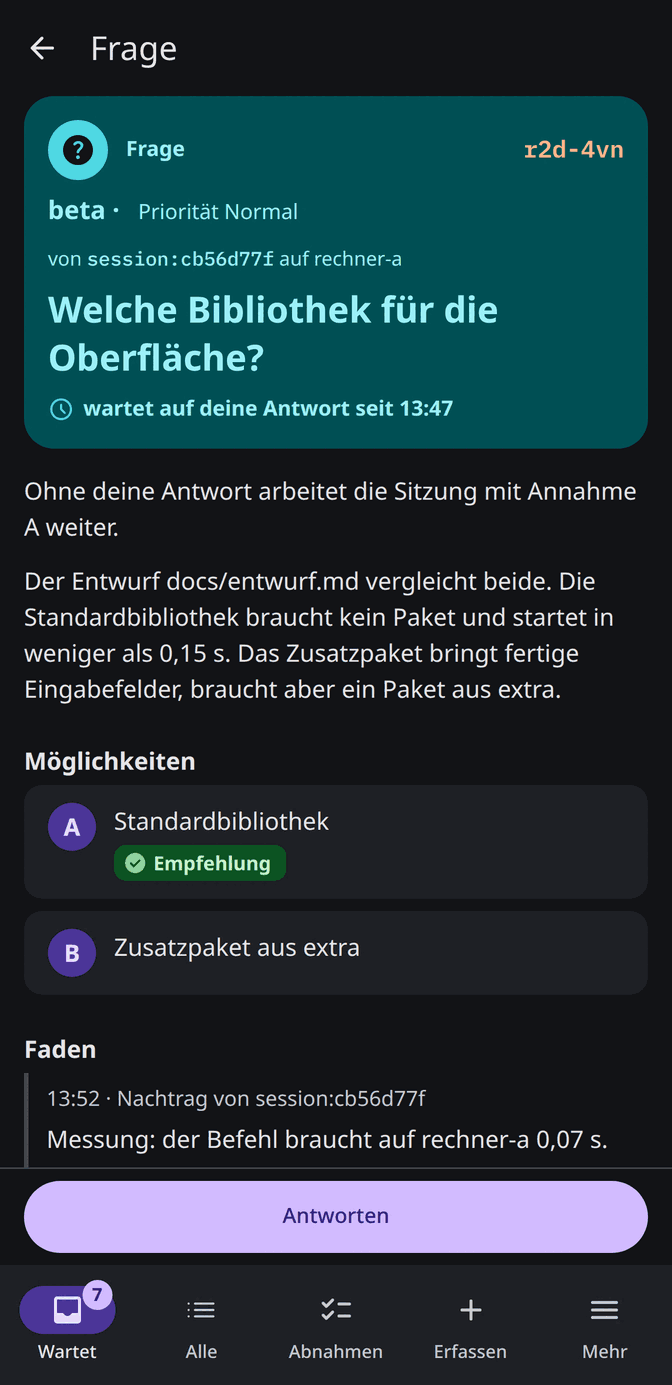 Frage
Frage
r2d-4vn
beta · Priorität Normal
von session:cb56d77f auf rechner-a
Welche Bibliothek für die
Oberfläche?
wartet auf deine Antwort seit 13:47
Ohne deine Antwort arbeitet die Sitzung mit Annahme
A weiter.
Der Entwurf docs/entwurf.md vergleicht beide. Die
Standardbibliothek braucht kein Paket und startet in
weniger als 0,15 s. Das Zusatzpaket bringt fertige
Eingabefelder, braucht aber ein Paket aus extra.
Möglichkeiten
A
Standardbibliothek
Empfehlung
B
Zusatzpaket aus extra
Faden
13:52 · Nachtrag von session:cb56d77f
Messung: der Befehl braucht auf rechner-a 0,07 s.
Antworten
7
Wartet
Alle
Abnahmen
Erfassen
Mehr